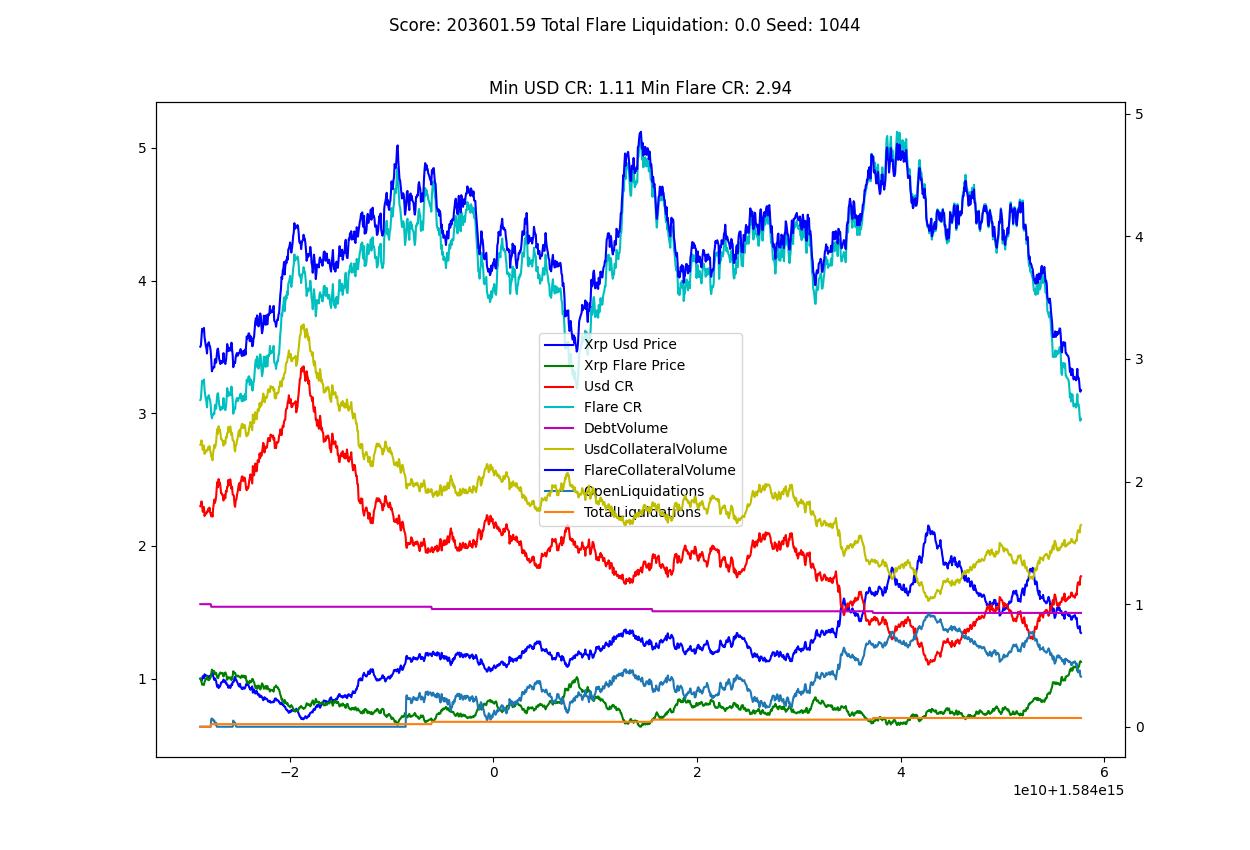 Score: 203601.59 Total Flare Liquidation: 0.0 Seed: 1044
Min USD CR: 1.11 Min Flare CR: 2.94
5
4
3
2
1
5
4
3
2
1
0
Xrp Usd Price
Xrp Flare Price
Usd CR
Flare CR
DebtVolume
UsdCollateralVolume
FlareCollateralVolume
OpenLiquidations
TotalLiquidations
−2 0 2 4 6
1e10+1.584e15